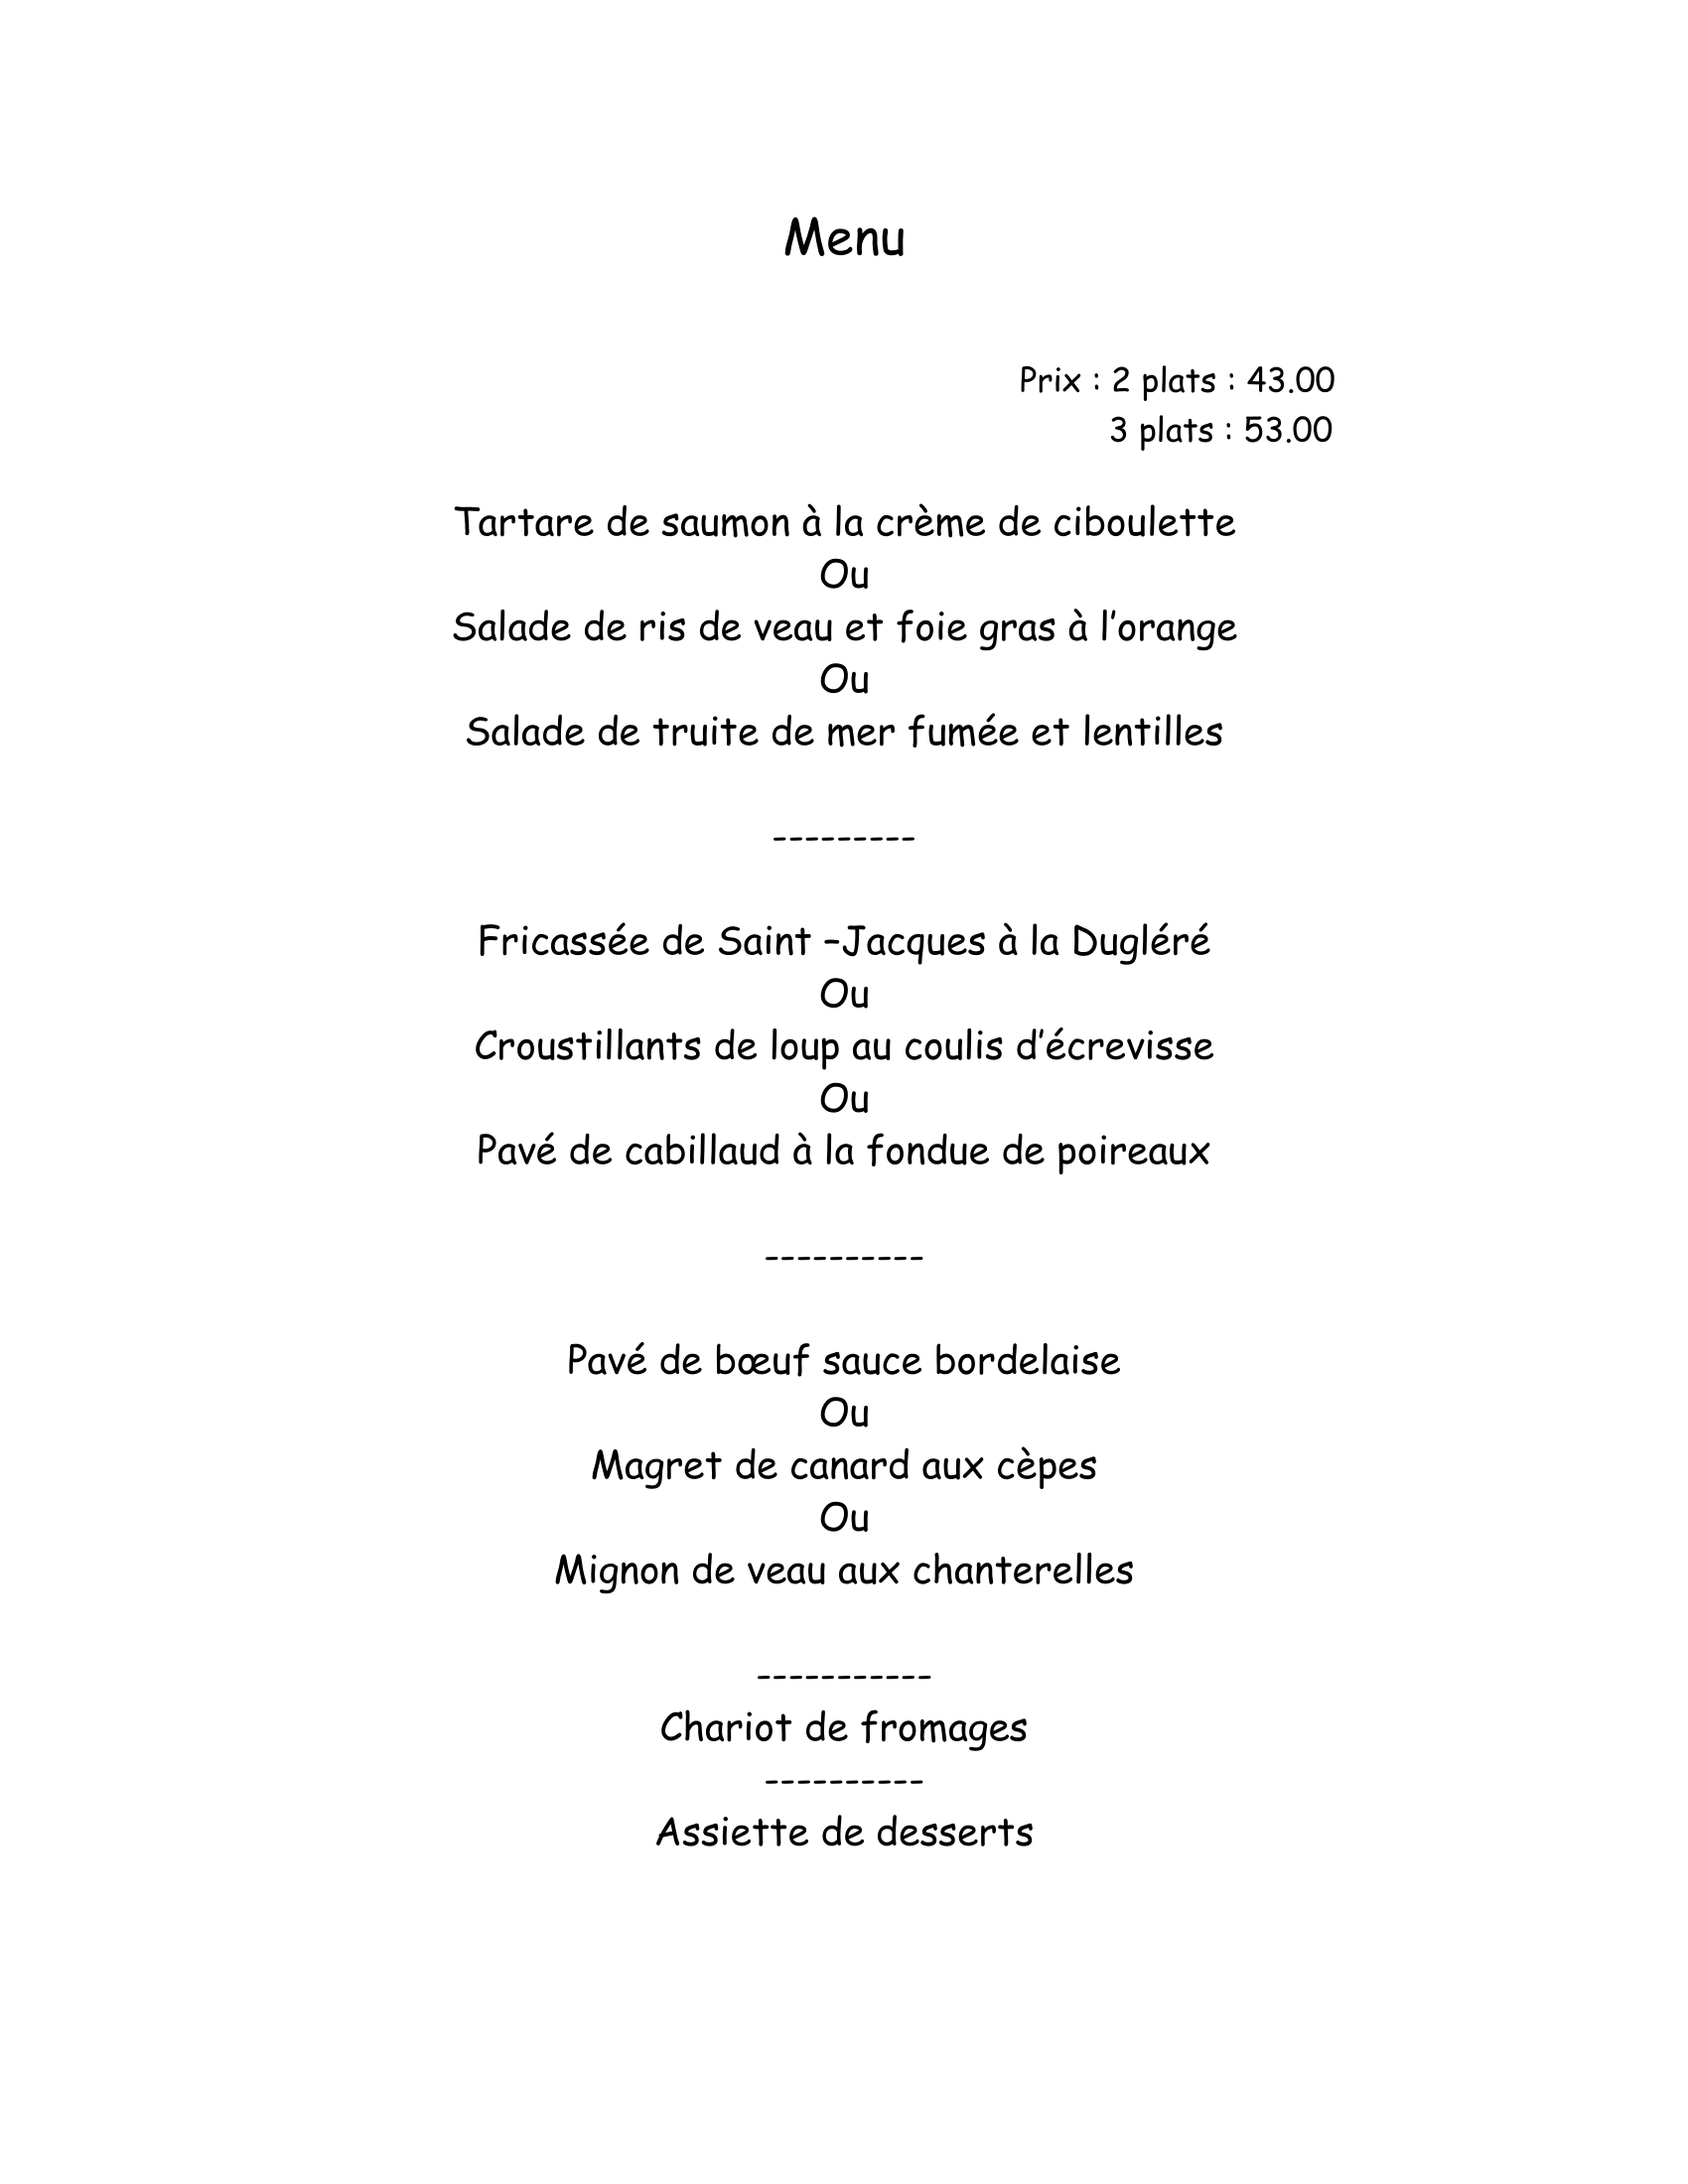 Menu
Prix : 2 plats : 43.00
3 plats : 53.00
Tartare de saumon à la crème de ciboulette
Ou
Salade de ris de veau et foie gras à l’orange
Ou
Salade de truite de mer fumée et lentilles
---------
Fricassée de Saint -Jacques à la Dugléré
Ou
Croustillants de loup au coulis d’écrevisse
Ou
Pavé de cabillaud à la fondue de poireaux
----------
Pavé de bœuf sauce bordelaise
Ou
Magret de canard aux cèpes
Ou
Mignon de veau aux chanterelles
-----------
Chariot de fromages
----------
Assiette de desserts